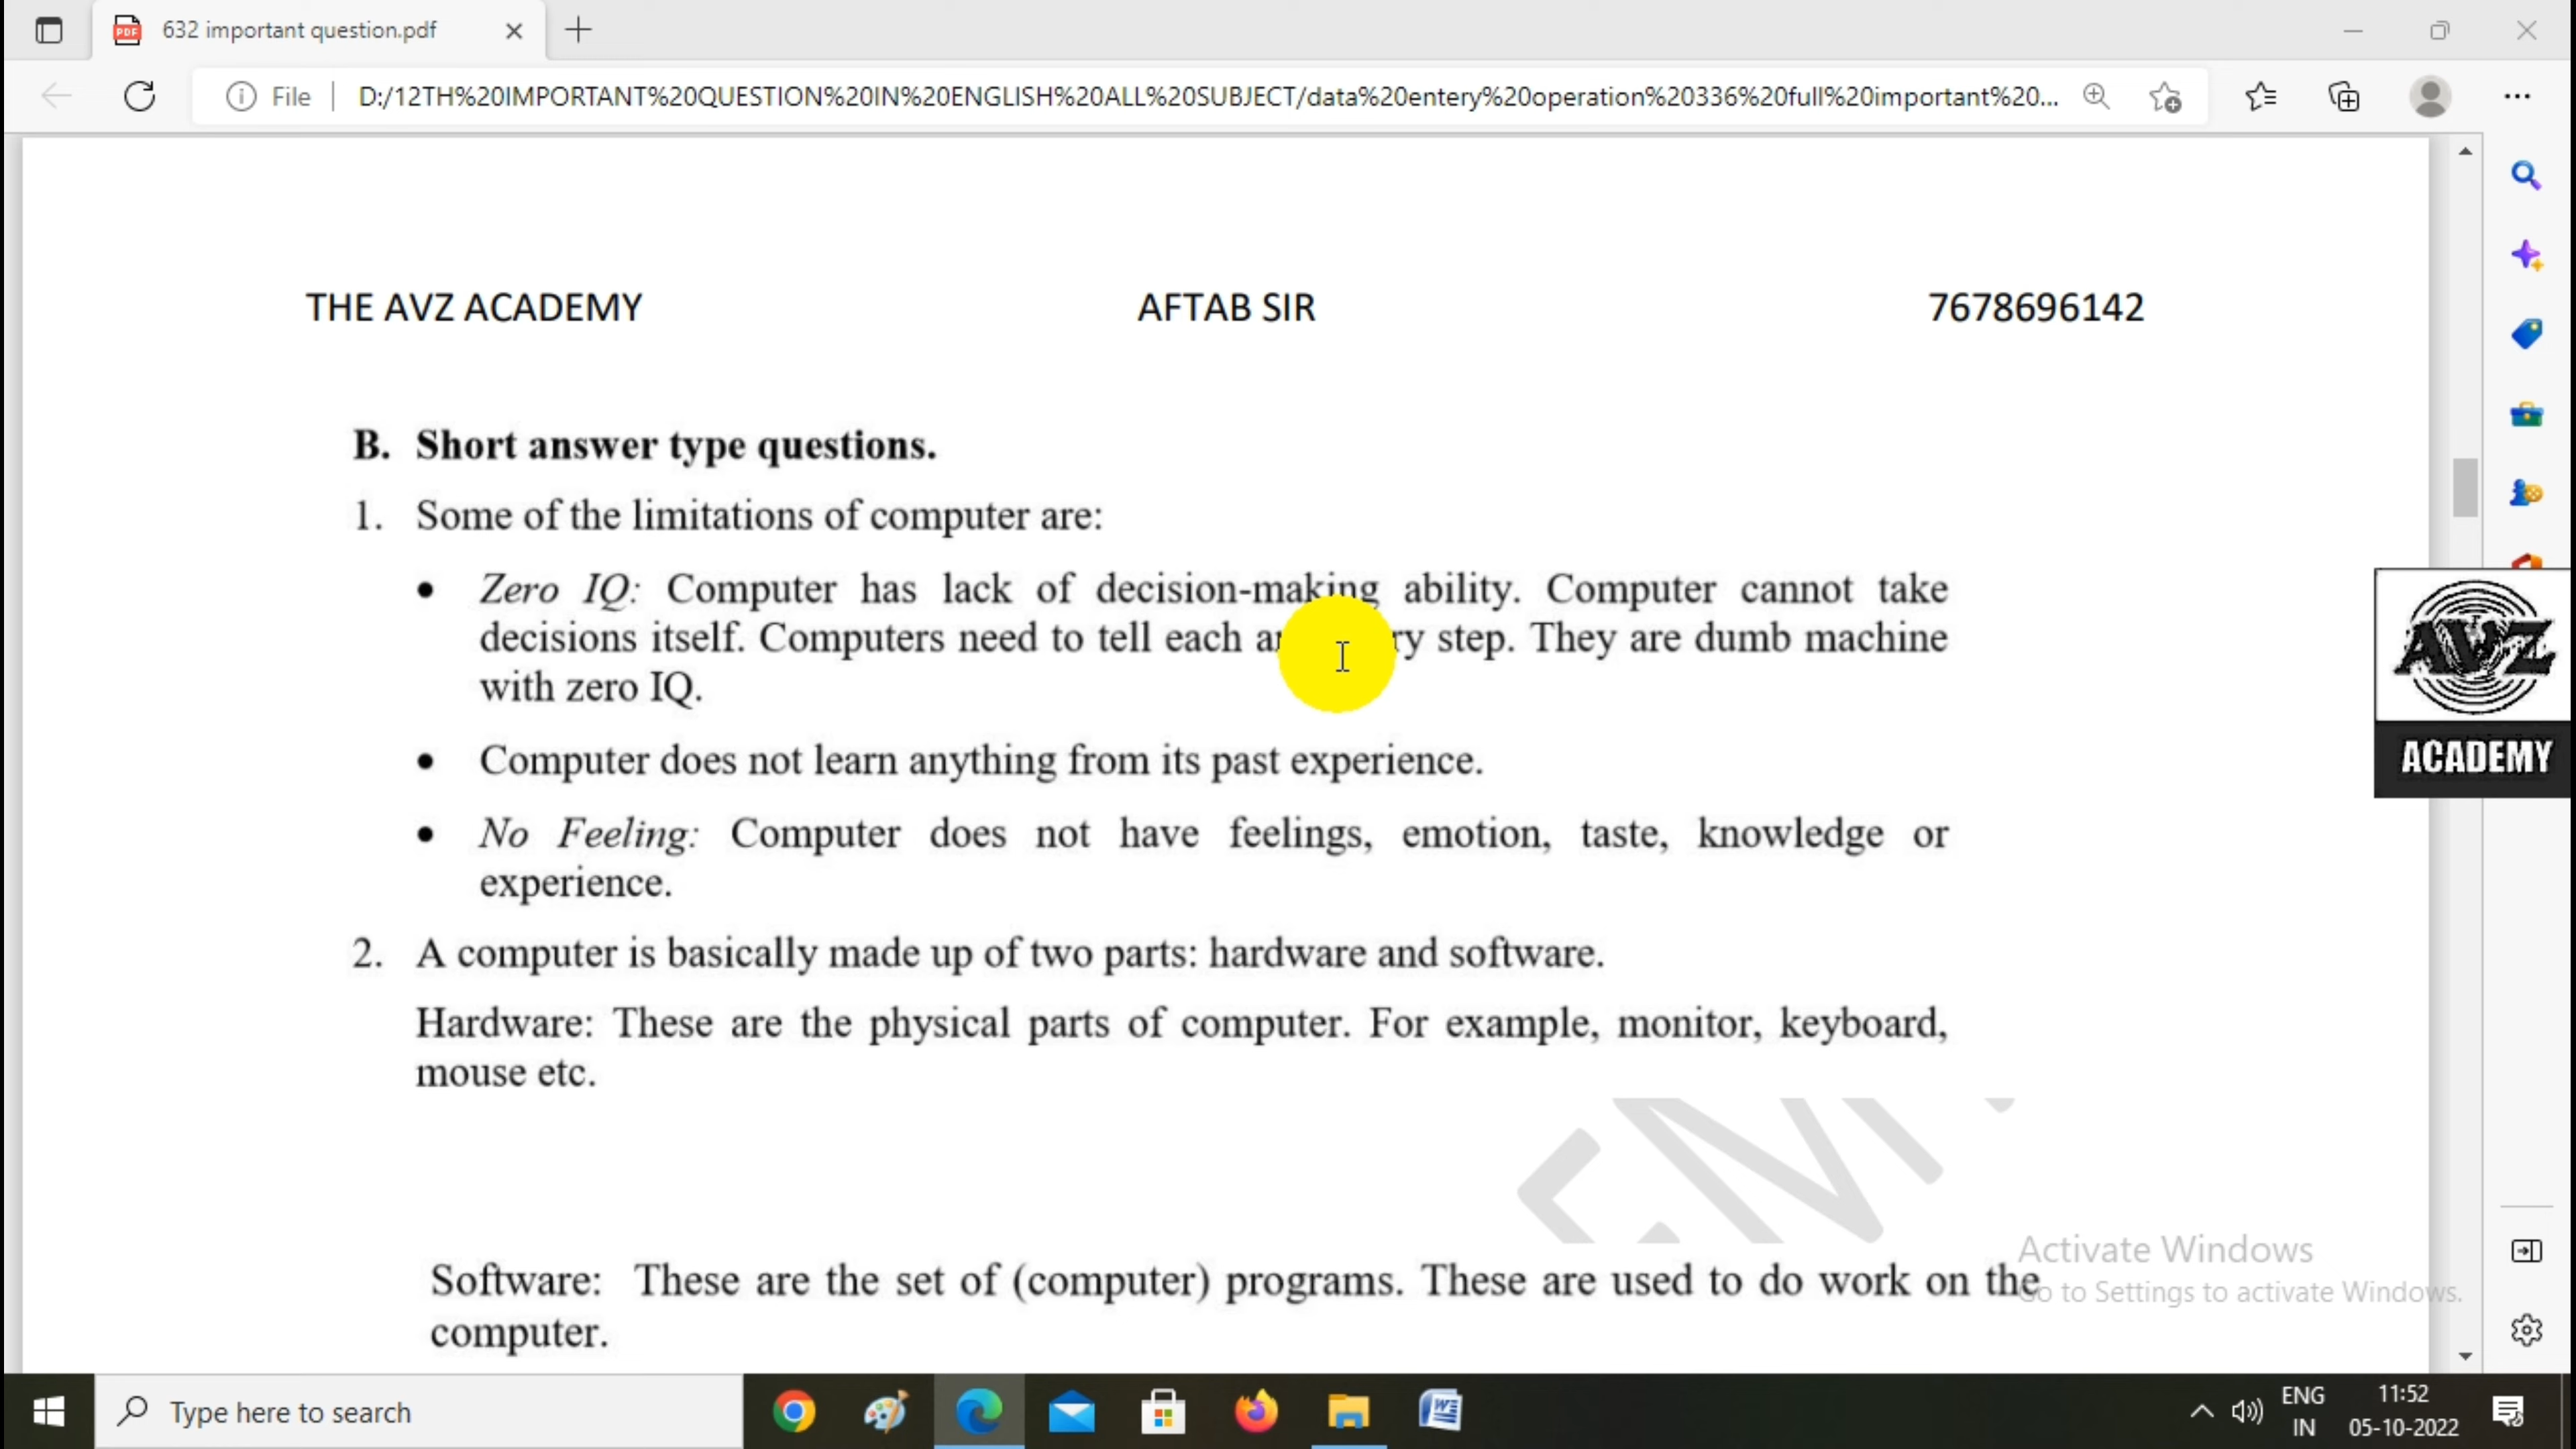 632 important question.pdf
File
D:/12TH%20IMPORTANT%20QUESTION%20IN%20ENGLISH%20ALL%20SUBJECT/data%20entery%20operation%20336%20full%20important%20...
THE AVZ ACADEMY AFTAB SIR 7678696142
B. Short answer type questions.
1. Some of the limitations of computer are:
• Zero IQ: Computer has lack of decision-making ability. Computer cannot take
decisions itself. Computers need to tell each step. They are dumb machine
with zero IQ.
• Computer does not learn anything from its past experience.
• No Feeling: Computer does not have feelings, emotion, taste, knowledge or
experience.
2. A computer is basically made up of two parts: hardware and software.
Hardware: These are the physical parts of computer. For example, monitor, keyboard,
mouse etc.
Software: These are the set of (computer) programs. These are used to do work on the
computer.
AVZ
ACADEMY
Activate Windows
Go to Settings to activate Windows.
Type here to search
ENG
IN
11:52
05-10-2022